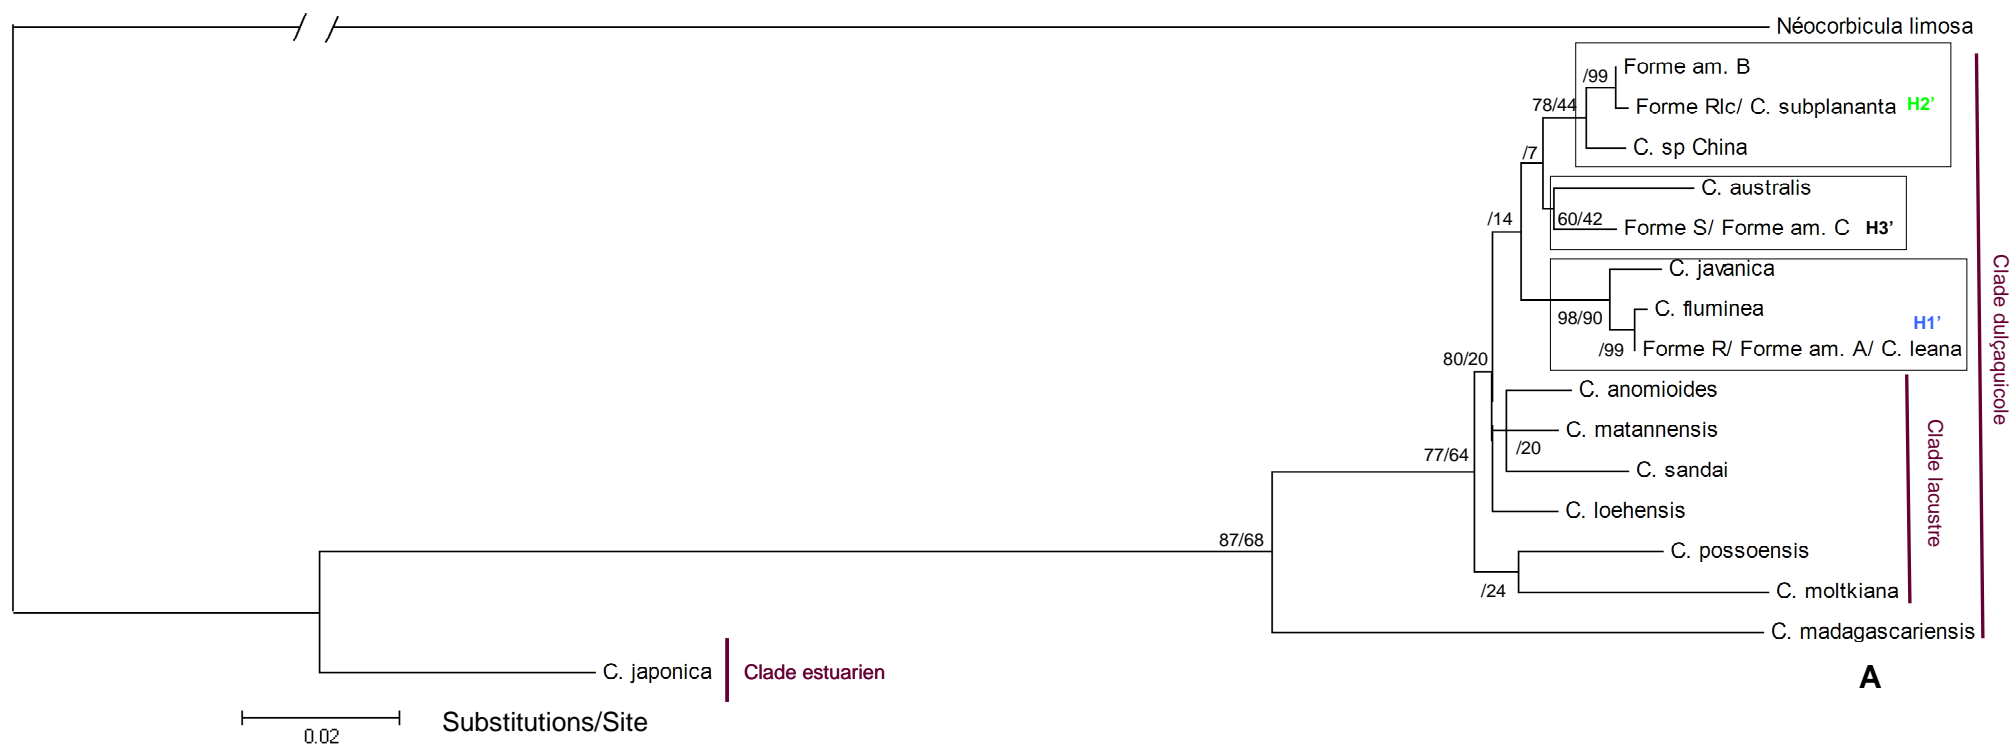 Néocorbicula limosa
Forme am. B
/99
Forme Rlc/ C. subplananta H2'
78/44
C. sp China
/7
C. australis
60/42
Forme S/ Forme am. C H3'
/14
C. javanica
C. fluminea
98/90
H1'
/99
Forme R/ Forme am. A/ C. leana
80/20
C. anomioides
C. matannensis
/20
77/64
C. sandai
C. loehensis
87/68
C. possoensis
/24
C. moltkiana
C. madagascariensis
Clade dulçaquicole
Clade lacustre
C. japonica
Clade estuarien
A
0.02
Substitutions/Site